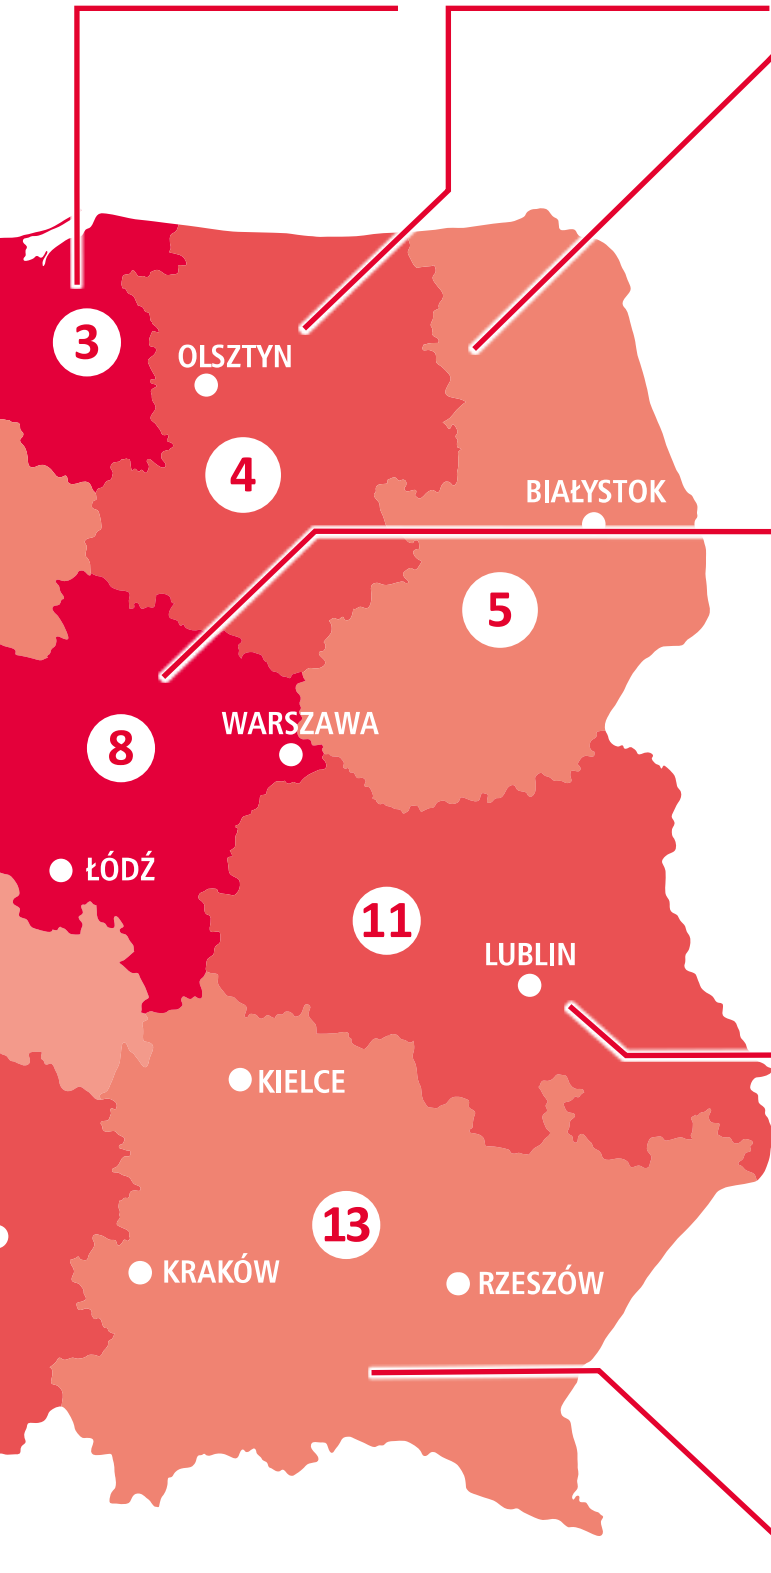 3
OLSZTYN
4
BIAŁYSTOK
5
WARSZAWA
8
ŁÓDŹ
11
LUBLIN
KIELCE
13
KRAKÓW
RZESZÓW